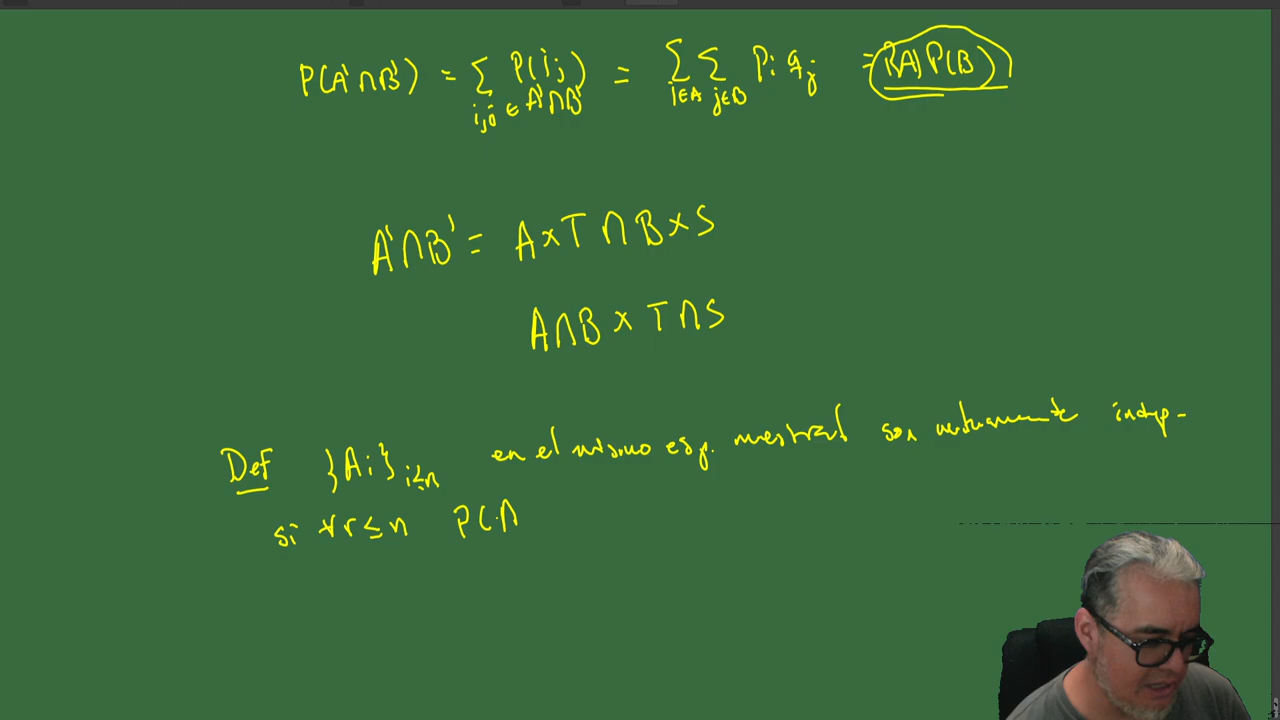 P(A'∩B') = ∑ P(i,j) = ∑ ∑ Pi qj = P(A)P(B)
i,j ∈ A'∩B' i∈A j∈B
A'∩B' = A×T ∩ B×S
A∩B × T∩S
Def {Ai}i≤n en el mismo esp. muestral son mutuamente indep.
si ∀r≤n P(∩